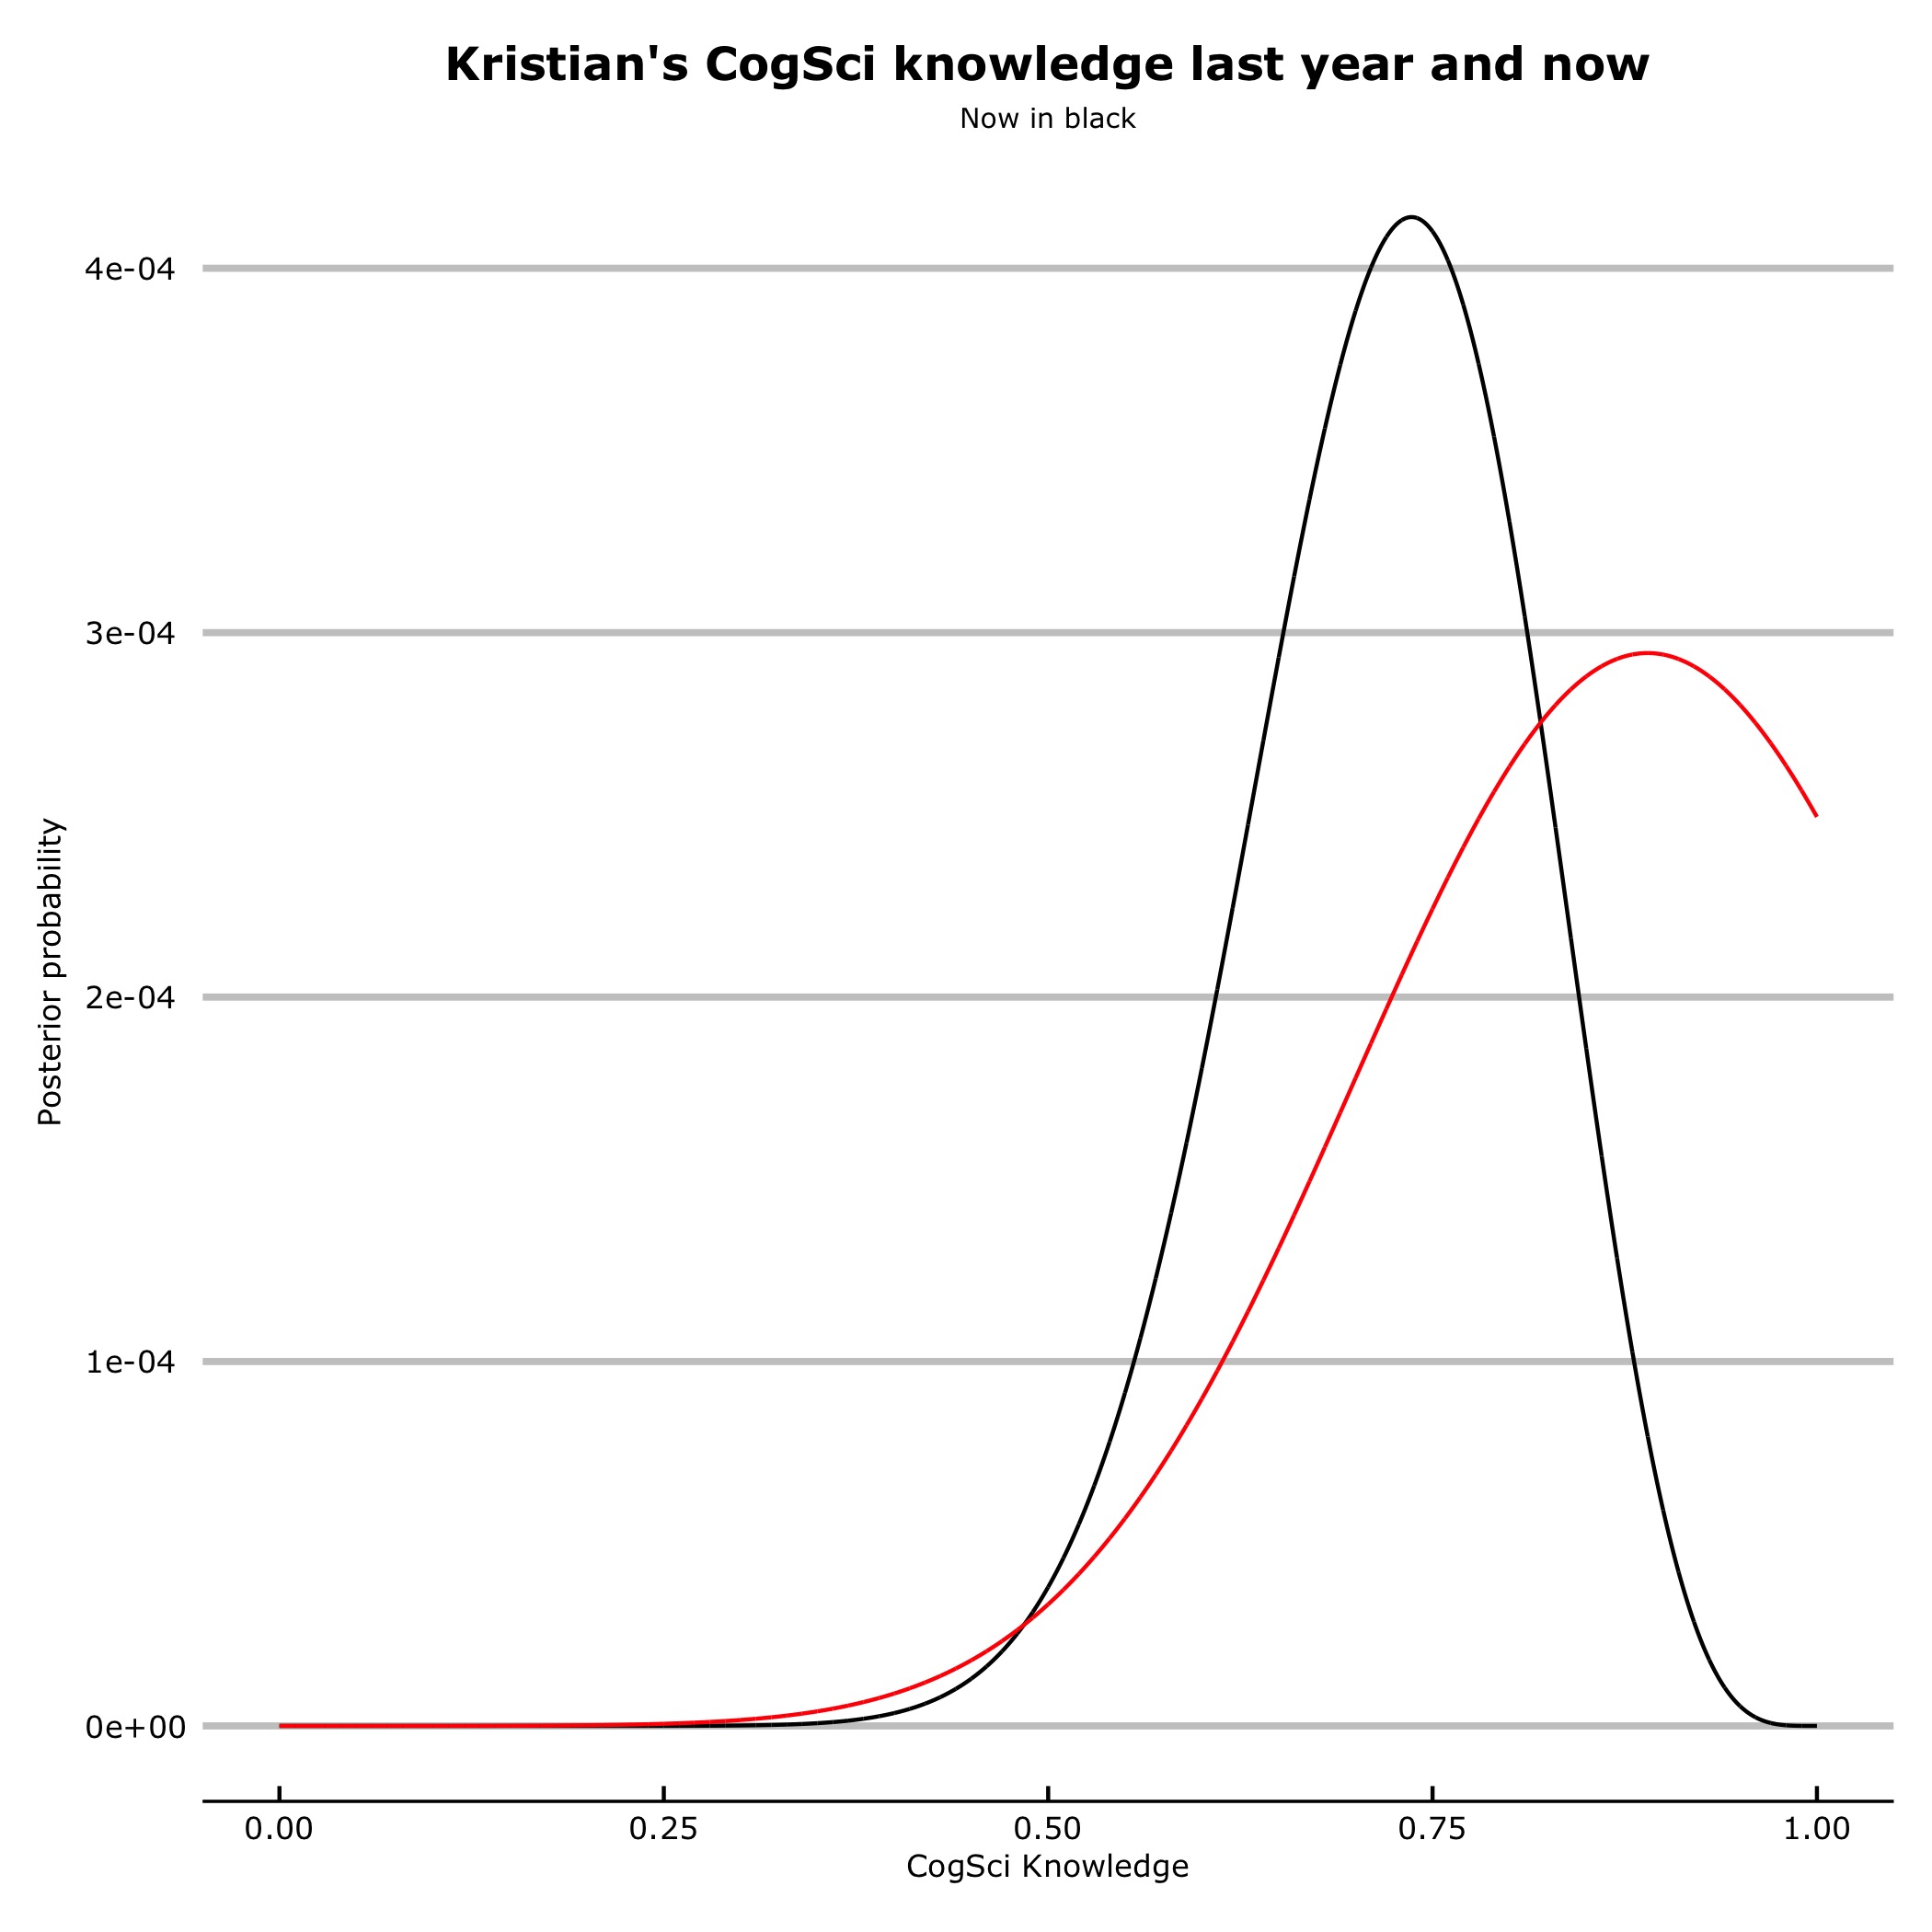 Kristian's CogSci knowledge last year and now
Now in black
4e-04
3e-04
2e-04
1e-04
0e+00
Posterior probability
0.00 0.25 0.50 0.75 1.00
CogSci Knowledge